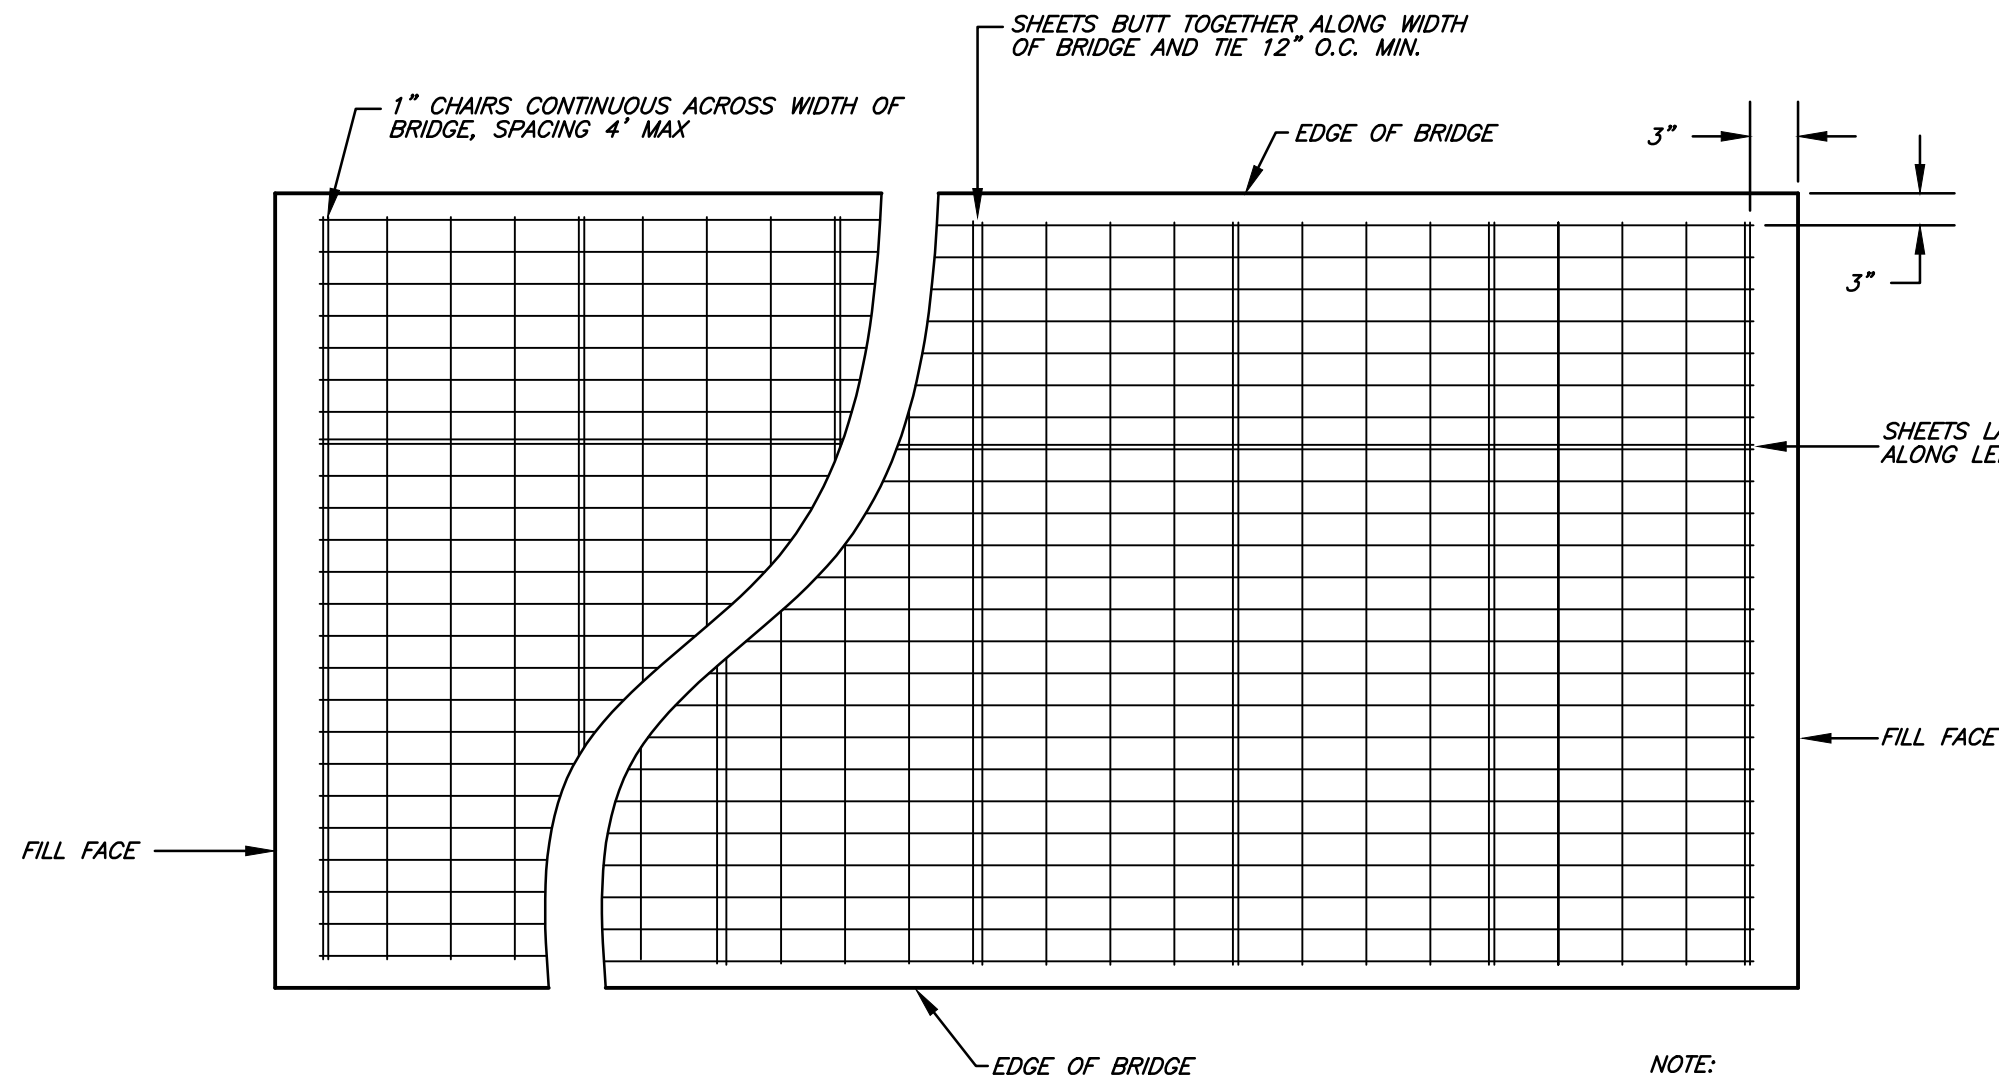 SHEETS BUTT TOGETHER ALONG WIDTH
OF BRIDGE AND TIE 12" O.C. MIN.
1" CHAIRS CONTINUOUS ACROSS WIDTH OF
BRIDGE, SPACING 4' MAX
EDGE OF BRIDGE
3"
3"
SHEETS
ALONG
FILL FACE
FILL FACE
EDGE OF BRIDGE
NOTE: